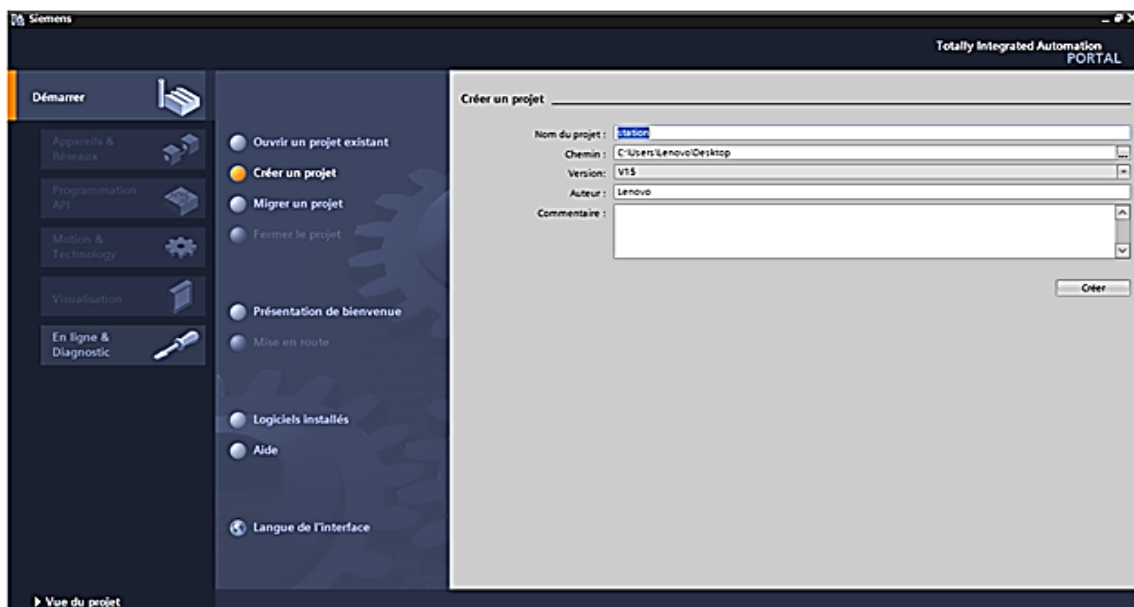 Siemens
Totally Integrated Automation
PORTAL
Démarrer
Appareils &
Réseaux
Programmation
API
Motion &
Technology
Visualisation
En ligne &
Diagnostic
Vue du projet
Ouvrir un projet existant
Créer un projet
Migrer un projet
Fermer le projet
Présentation de bienvenue
Mise en route
Logiciels installés
Aide
Langue de l'interface
Créer un projet
Nom du projet : station
Chemin : C:\Users\Lenovo\Desktop
Version: V15
Auteur : Lenovo
Commentaire :
Créer